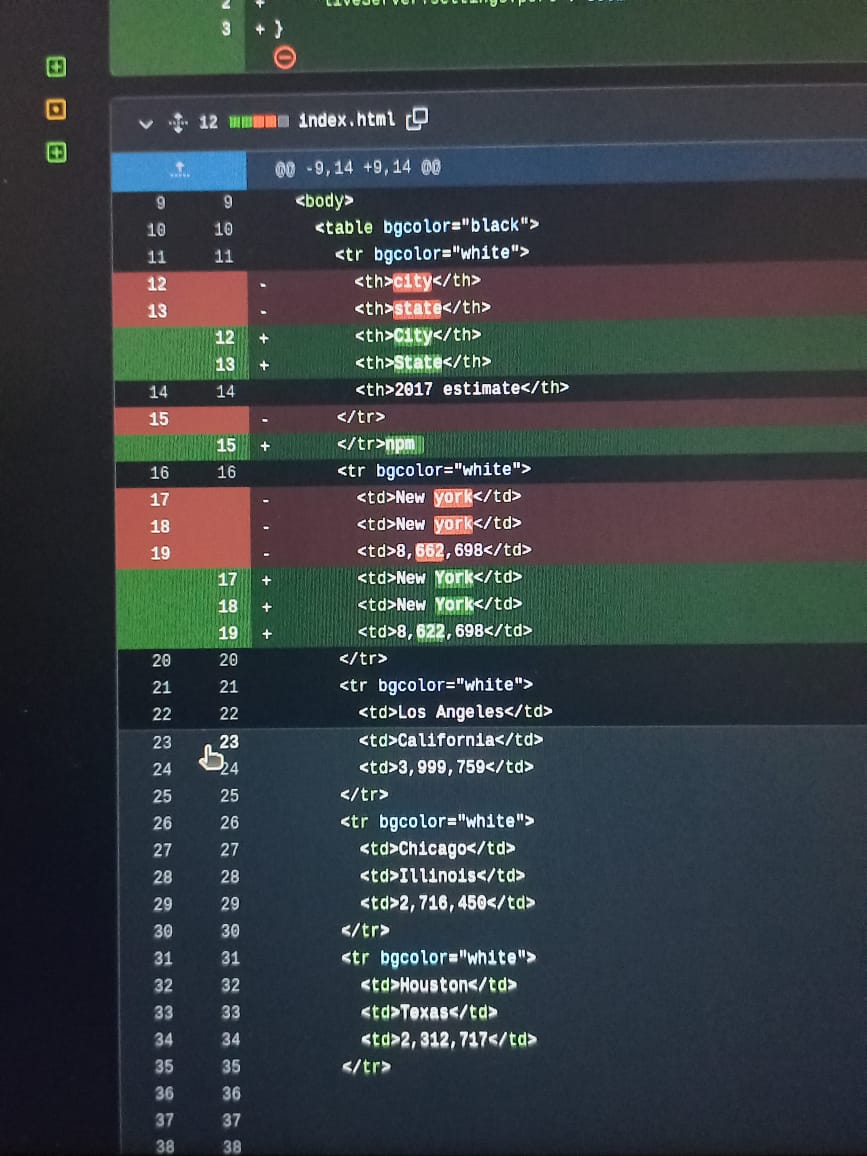 3 + }
12 index.html
@@ -9,14 +9,14 @@
9 9 <body>
10 10 <table bgcolor="black">
11 11 <tr bgcolor="white">
12 - <th>city</th>
13 - <th>state</th>
12 + <th>City</th>
13 + <th>State</th>
14 14 <th>2017 estimate</th>
15 - </tr>
15 + </tr>npm
16 16 <tr bgcolor="white">
17 - <td>New york</td>
18 - <td>New york</td>
19 - <td>8,662,698</td>
17 + <td>New York</td>
18 + <td>New York</td>
19 + <td>8,622,698</td>
20 20 </tr>
21 21 <tr bgcolor="white">
22 22 <td>Los Angeles</td>
23 23 <td>California</td>
24 24 <td>3,999,759</td>
25 25 </tr>
26 26 <tr bgcolor="white">
27 27 <td>Chicago</td>
28 28 <td>Illinois</td>
29 29 <td>2,716,450</td>
30 30 </tr>
31 31 <tr bgcolor="white">
32 32 <td>Houston</td>
33 33 <td>Texas</td>
34 34 <td>2,312,717</td>
35 35 </tr>
36 36
37 37
38 38